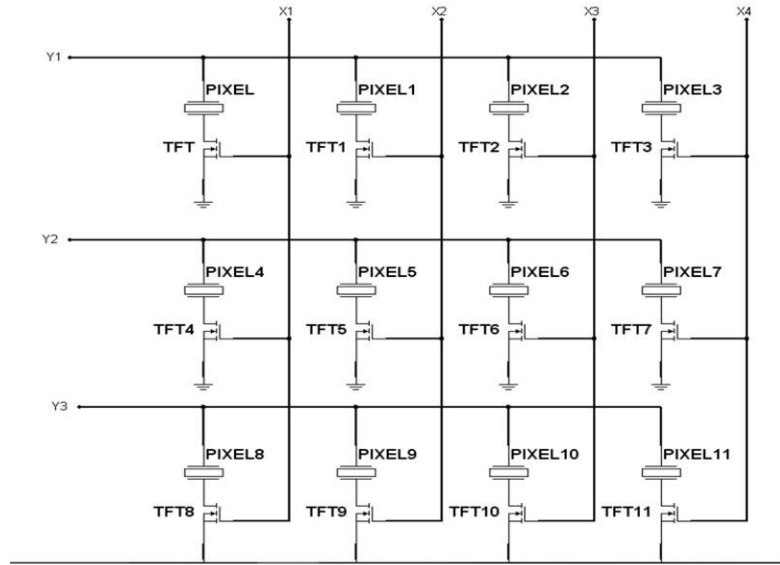 X1 X2 X3 X4
Y1
PIXEL PIXEL1 PIXEL2 PIXEL3
TFT TFT1 TFT2 TFT3
Y2
PIXEL4 PIXEL5 PIXEL6 PIXEL7
TFT4 TFT5 TFT6 TFT7
Y3
PIXEL8 PIXEL9 PIXEL10 PIXEL11
TFT8 TFT9 TFT10 TFT11